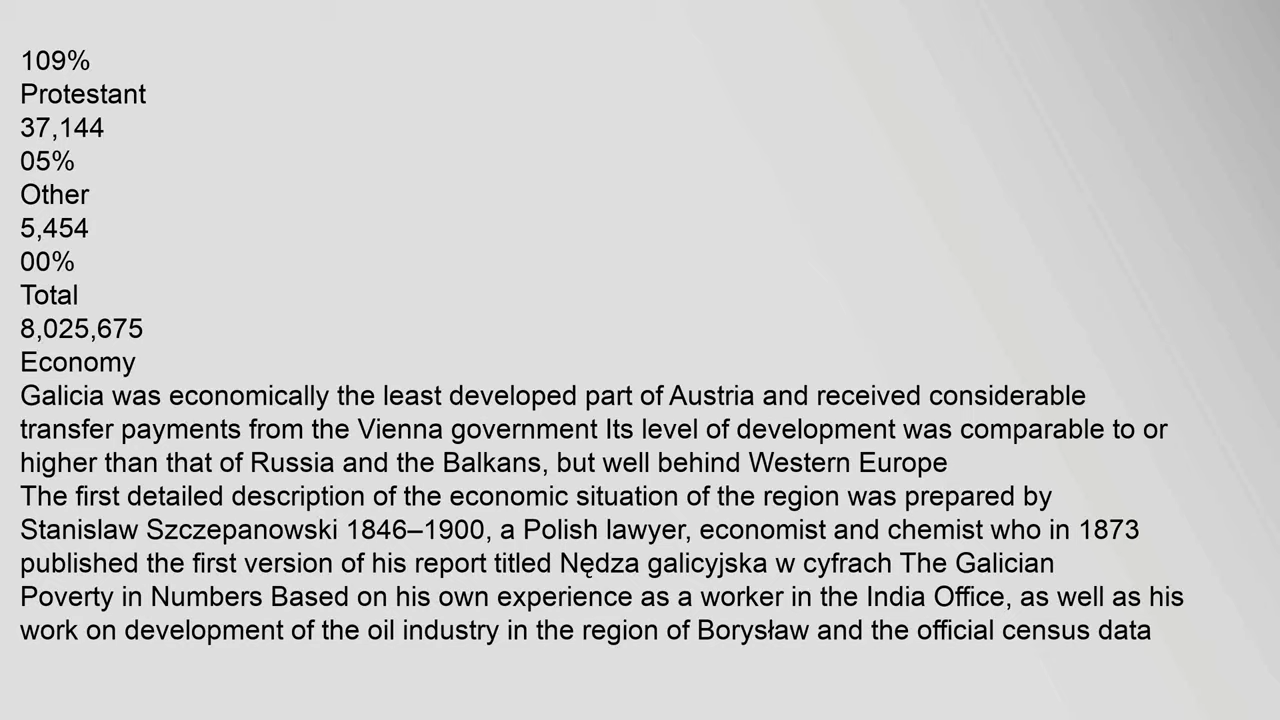 109%
Protestant
37,144
05%
Other
5,454
00%
Total
8,025,675
Economy
Galicia was economically the least developed part of Austria and received considerable
transfer payments from the Vienna government Its level of development was comparable to or
higher than that of Russia and the Balkans, but well behind Western Europe
The first detailed description of the economic situation of the region was prepared by
Stanislaw Szczepanowski 1846–1900, a Polish lawyer, economist and chemist who in 1873
published the first version of his report titled Nędza galicyjska w cyfrach The Galician
Poverty in Numbers Based on his own experience as a worker in the India Office, as well as his
work on development of the oil industry in the region of Borysław and the official census data